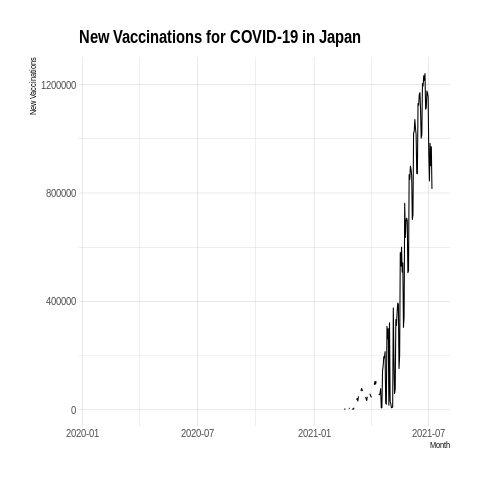 New Vaccinations for COVID-19 in Japan
New Vaccinations
1200000
800000
400000
0
2020-01 2020-07 2021-01 2021-07
Month